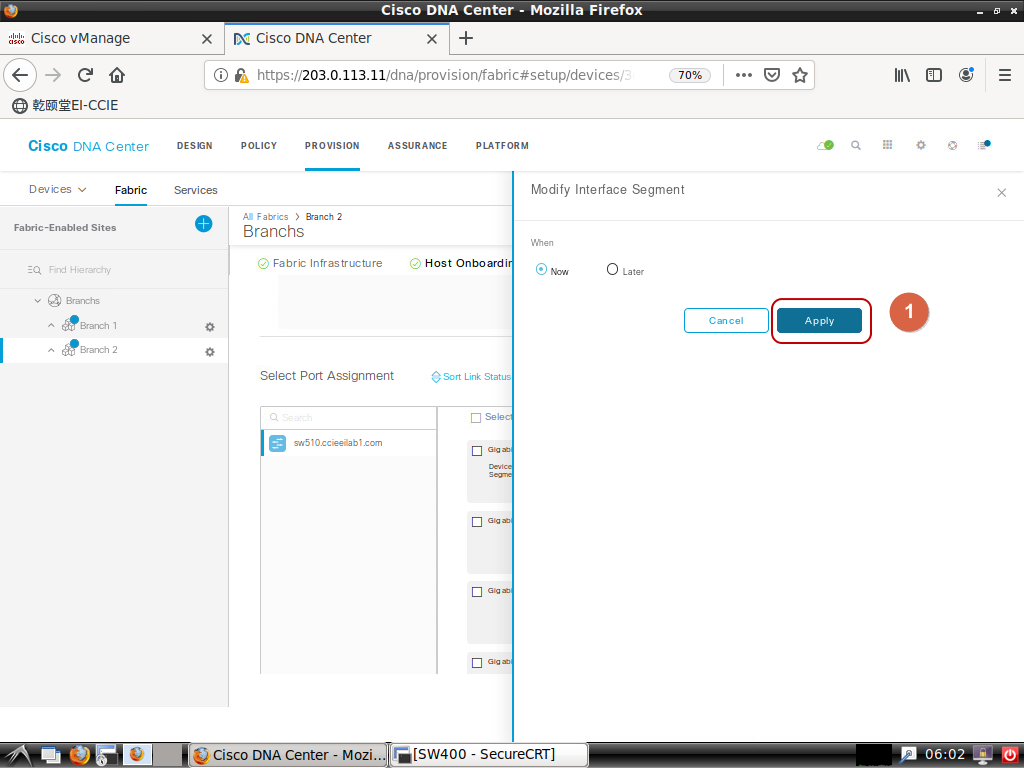 Cisco DNA Center - Mozilla Firefox
Cisco vManage
Cisco DNA Center
https://203.0.113.11/dna/provision/fabric#setup/devices/3
70%
乾颐堂EI-CCIE
Cisco DNA Center
DESIGN
POLICY
PROVISION
ASSURANCE
PLATFORM
Devices
Fabric
Services
Modify Interface Segment
Fabric-Enabled Sites
All Fabrics > Branch 2
Branchs
When
Now
Later
Fabric Infrastructure
Host Onboardin
Find Hierarchy
Branchs
Branch 1
Branch 2
Cancel
Apply
1
Select Port Assignment
Sort Link Status
Search
Select
sw510.ccieeilab1.com
Gigabi
Device
Segme
Gigabi
Gigabi
Gigabi
Cisco DNA Center - Mozi...
[SW400 - SecureCRT]
06:02